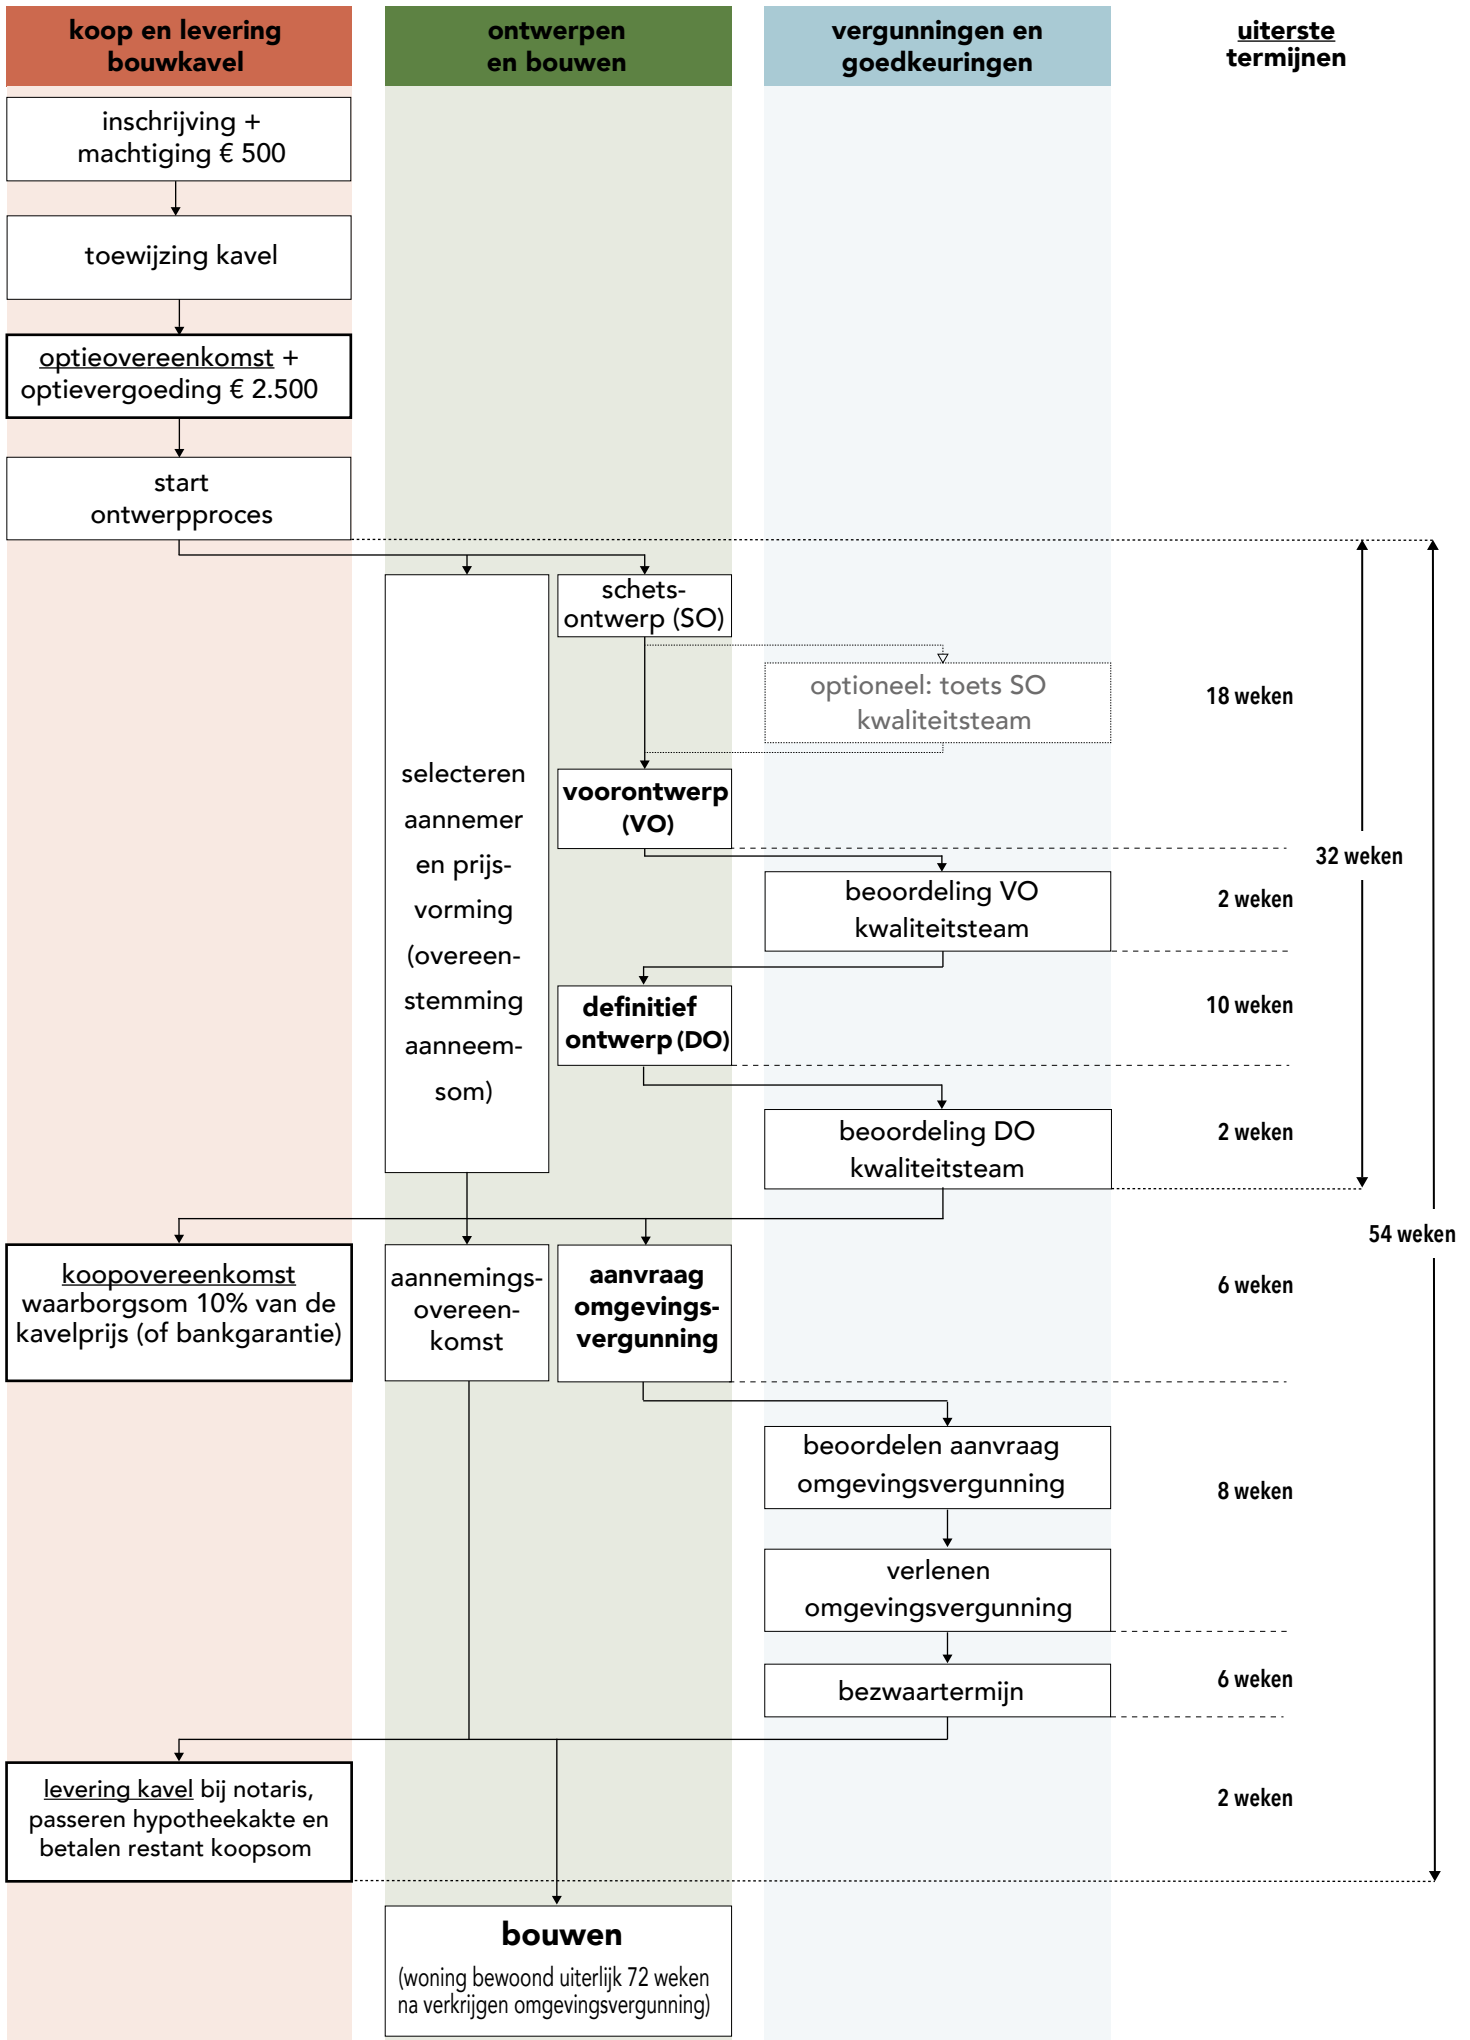 koop en levering
bouwkavel
ontwerpen
en bouwen
vergunningen en
goedkeuringen
uiterste
termijnen
inschrijving +
machtiging € 500
toewijzing kavel
optieovereenkomst +
optievergoeding € 2.500
start
ontwerpproces
schets-
ontwerp (SO)
optioneel: toets SO
kwaliteitsteam
18 weken
selecteren
aannemer
en prijs-
vorming
(overeen-
stemming
aanneem-
som)
voorontwerp
(VO)
32 weken
beoordeling VO
kwaliteitsteam
2 weken
definitief
ontwerp (DO)
10 weken
beoordeling DO
kwaliteitsteam
2 weken
54 weken
koopovereenkomst
waarborgsom 10% van de
kavelprijs (of bankgarantie)
aannemings-
overeen-
komst
aanvraag
omgevings-
vergunning
6 weken
beoordelen aanvraag
omgevingsvergunning
8 weken
verlenen
omgevingsvergunning
bezwaartermijn
6 weken
levering kavel bij notaris,
passeren hypotheekakte en
betalen restant koopsom
2 weken
bouwen
(woning bewoond uiterlijk 72 weken
na verkrijgen omgevingsvergunning)